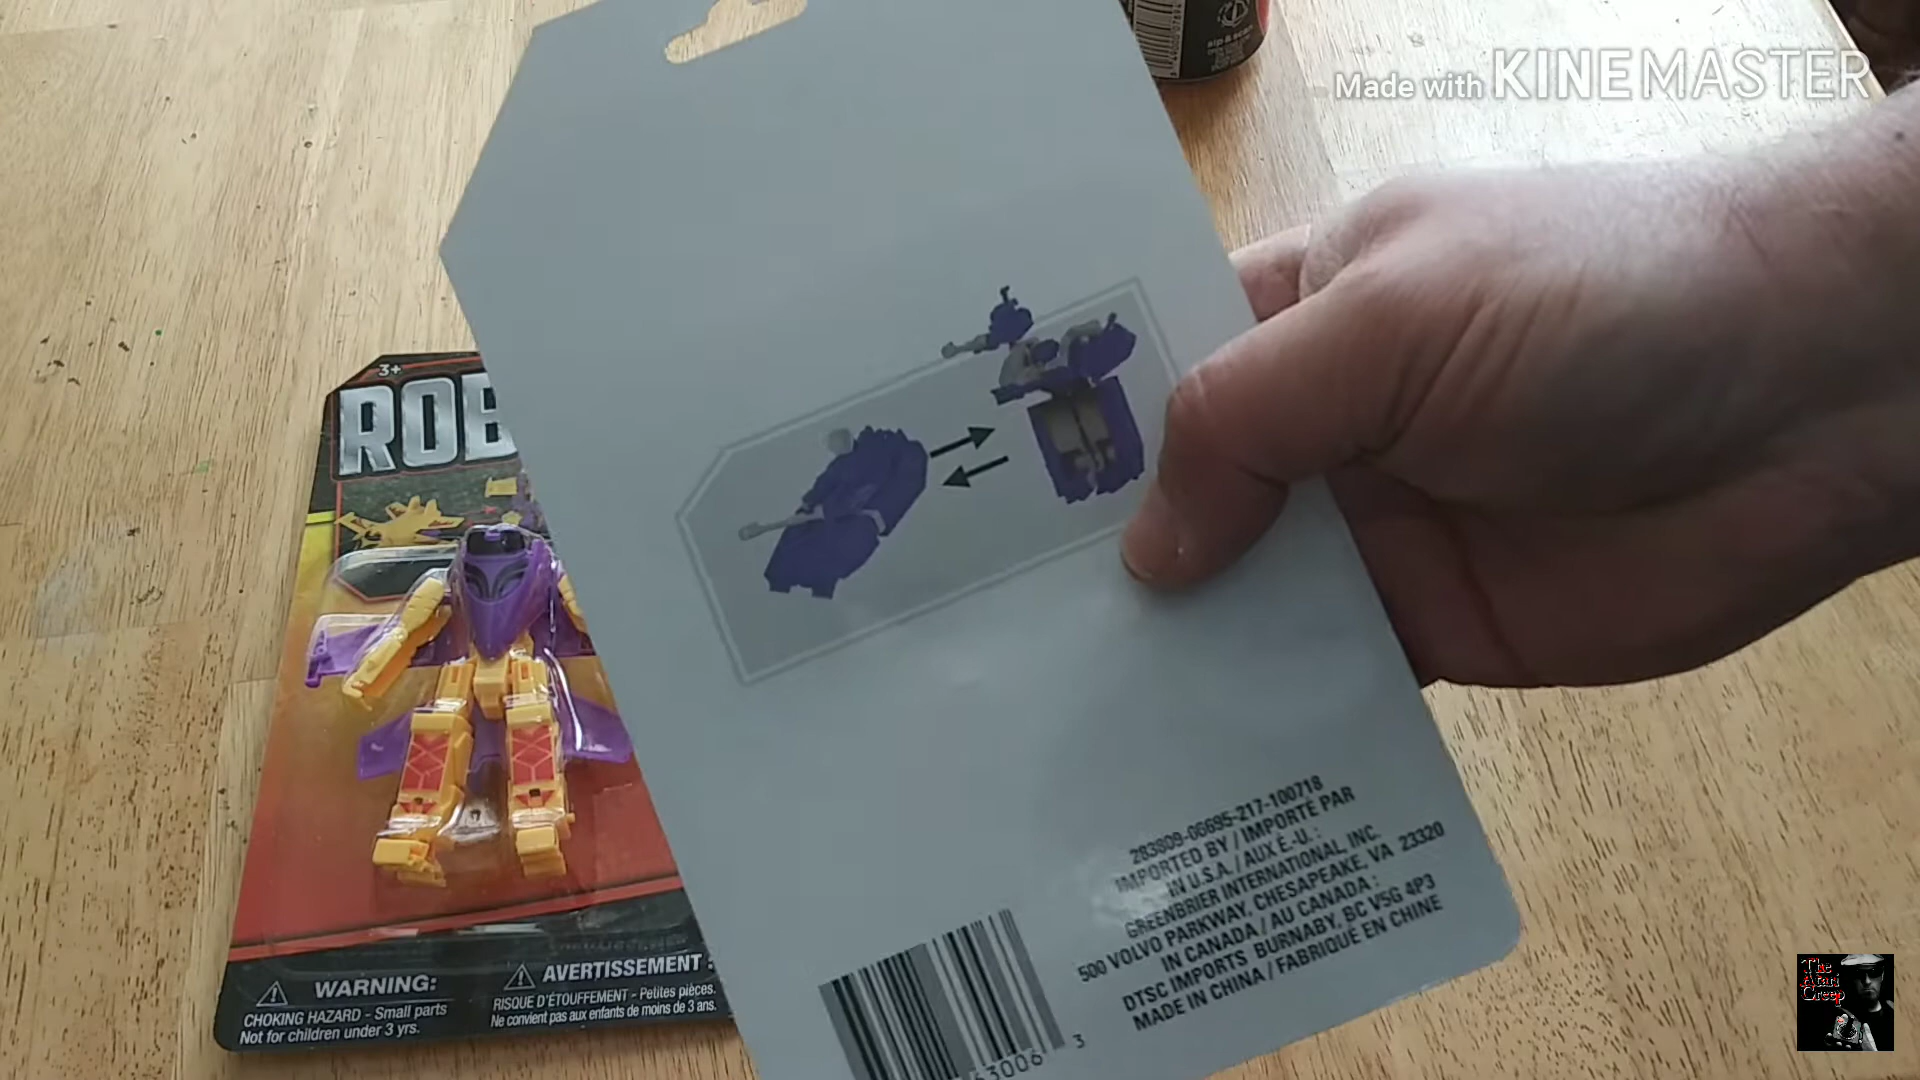 Made with KINEMASTER
3+
ROB
283809-06695-217-100718
IMPORTED BY / IMPORTÉ PAR
IN U.S.A. / AUX É.-U. :
GREENBRIER INTERNATIONAL, INC.
500 VOLVO PARKWAY, CHESAPEAKE, VA 23320
IN CANADA / AU CANADA :
DTSC IMPORTS BURNABY, BC V5G 4P3
MADE IN CHINA / FABRIQUÉ EN CHINE
63006 3
WARNING:
CHOKING HAZARD - Small parts
Not for children under 3 yrs.
AVERTISSEMENT :
RISQUE D'ÉTOUFFEMENT - Petites pièces.
Ne convient pas aux enfants de moins de 3 ans.
The
Atari
Creep